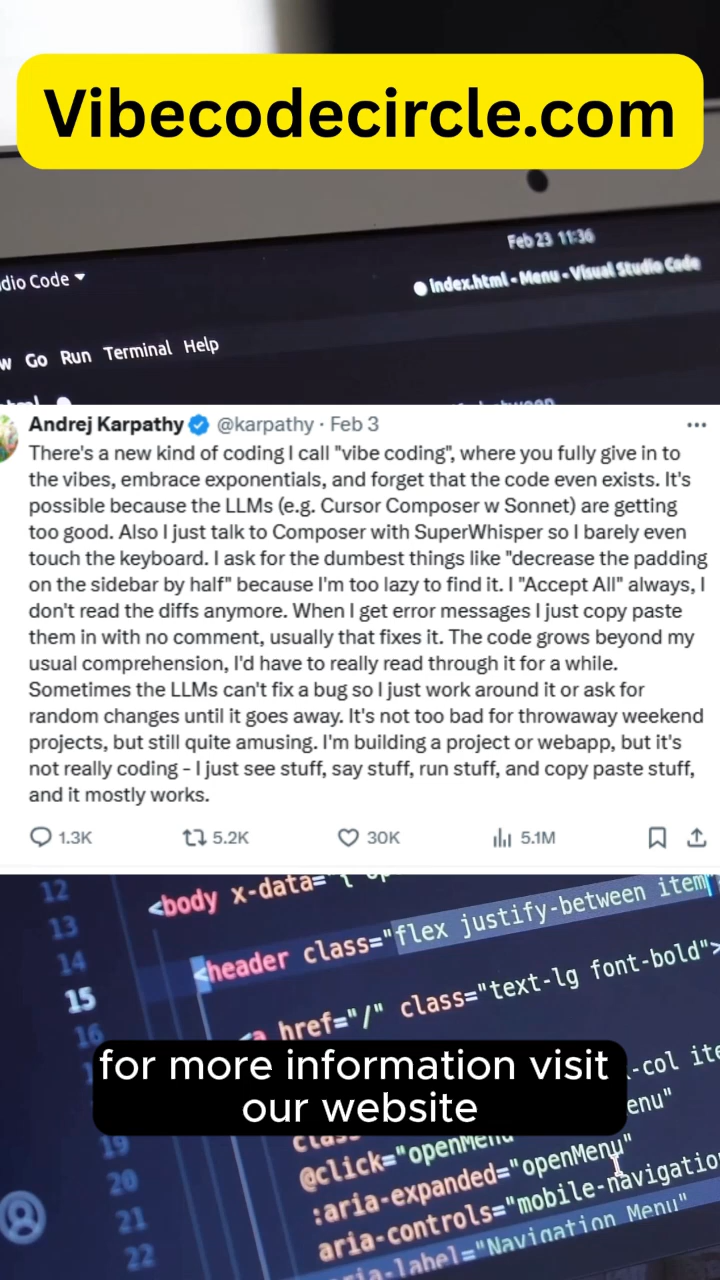 Vibecodecircle.com
Feb 23 11:36
dio Code
index.html - Menu - Visual Studio Code
w Go Run Terminal Help
Andrej Karpathy @karpathy · Feb 3
There's a new kind of coding I call "vibe coding", where you fully give in to
the vibes, embrace exponentials, and forget that the code even exists. It's
possible because the LLMs (e.g. Cursor Composer w Sonnet) are getting
too good. Also I just talk to Composer with SuperWhisper so I barely even
touch the keyboard. I ask for the dumbest things like "decrease the padding
on the sidebar by half" because I'm too lazy to find it. I "Accept All" always, I
don't read the diffs anymore. When I get error messages I just copy paste
them in with no comment, usually that fixes it. The code grows beyond my
usual comprehension, I'd have to really read through it for a while.
Sometimes the LLMs can't fix a bug so I just work around it or ask for
random changes until it goes away. It's not too bad for throwaway weekend
projects, but still quite amusing. I'm building a project or webapp, but it's
not really coding - I just see stuff, say stuff, run stuff, and copy paste stuff,
and it mostly works.
1.3K 5.2K 30K 5.1M
12 <body x-data="{
13
14 <header class="flex justify-between item
15
16 href="/" class="text-lg font-bold">
-col ite
for more information visit
our website
enu"
19 @click="openMenu
20 :aria-expanded="openMenu"
21 aria-controls="mobile-navigatio
22 ria-label="Navigation Menu"